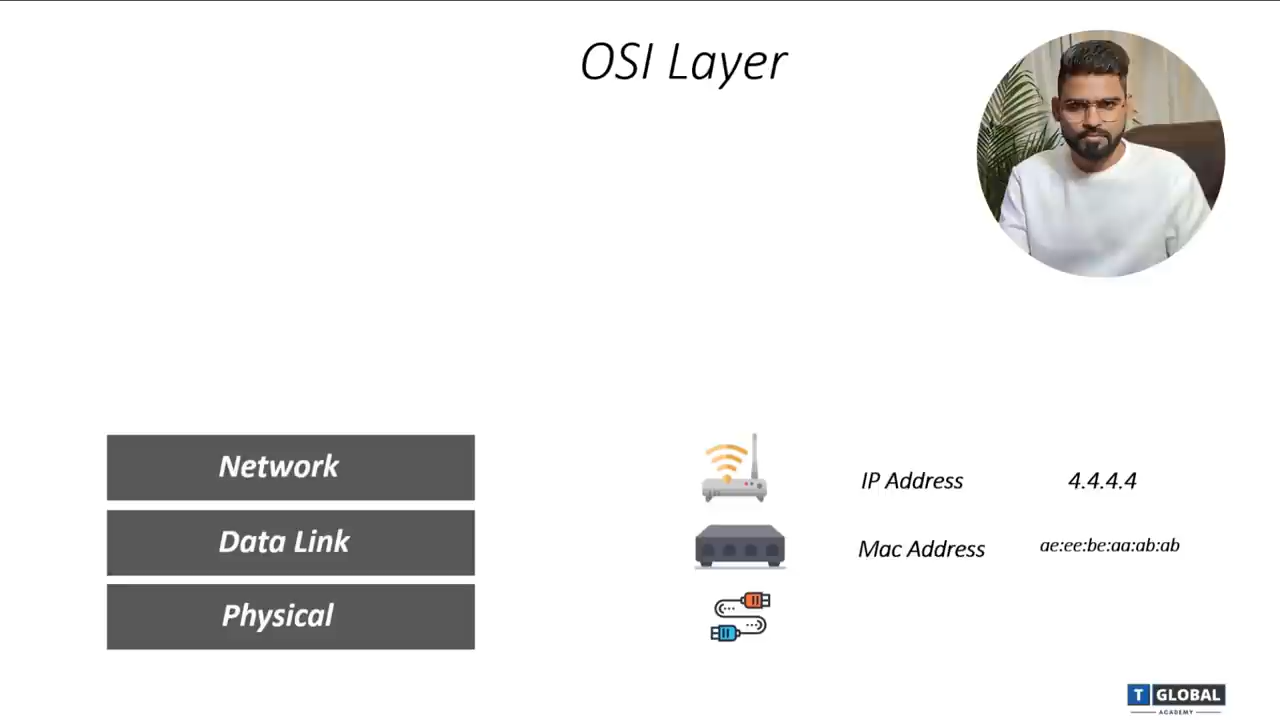 OSI Layer
Network
IP Address 4.4.4.4
Data Link
Mac Address ae:ee:be:aa:ab:ab
Physical
T GLOBAL
ACADEMY